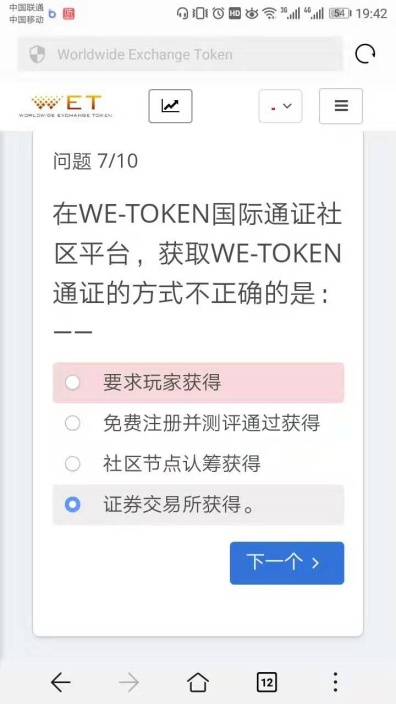 中国联通
中国移动
HD
3G
4G
54
19:42
Worldwide Exchange Token
WET
WORLDWIDE EXCHANGE TOKEN
问题 7/10
在WE-TOKEN国际通证社
区平台，获取WE-TOKEN
通证的方式不正确的是：
——
要求玩家获得
免费注册并测评通过获得
社区节点认筹获得
证券交易所获得。
下一个
12